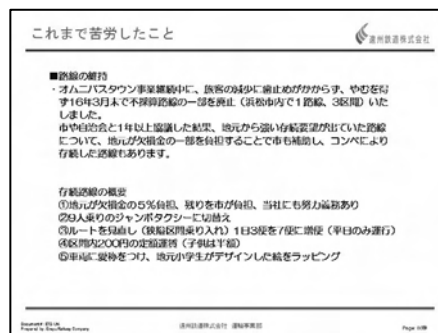 これまで苦労したこと
遠州鉄道株式会社
■路線の維持
・オムニバスタウン事業継続中に、旅客の減少に歯止めがかからず、やむを得
ず16年3月末で不採算路線の一部を廃止（浜松市内で1路線、3区間）いた
しました。
市や自治会と1年以上協議した結果、地元から強い存続要望が出ていた路線
について、地元が欠損金の一部を負担することで市も補助し、コンペにより
存続した路線もあります。
存続路線の概要
①地元が欠損金の5％負担、残りを市が負担、当社にも努力義務あり
②9人乗りのジャンボタクシーに切替え
③ルートを見直し（狭隘区間乗り入れ）1日3便を7便に増便（平日のみ運行）
④区間内200円の定額運賃（子供は半額）
⑤車両に愛称をつけ、地元小学生がデザインした絵をラッピング
遠州鉄道株式会社 運輸事業部